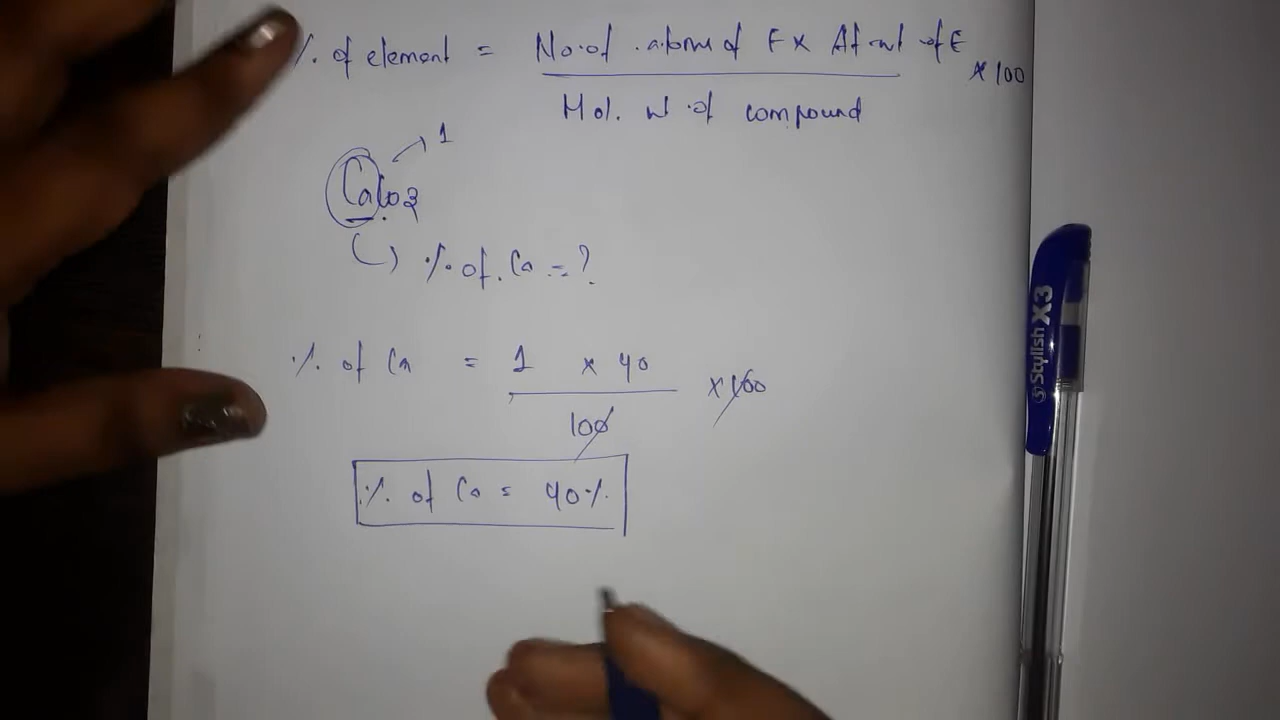 % of element = No. of atoms of E × At wt of E × 100
Mol. wt of compound
1
CaCO3
% of Ca = ?
% of Ca = 1 × 40 × 100
100
% of Ca = 40%
Stylish X3